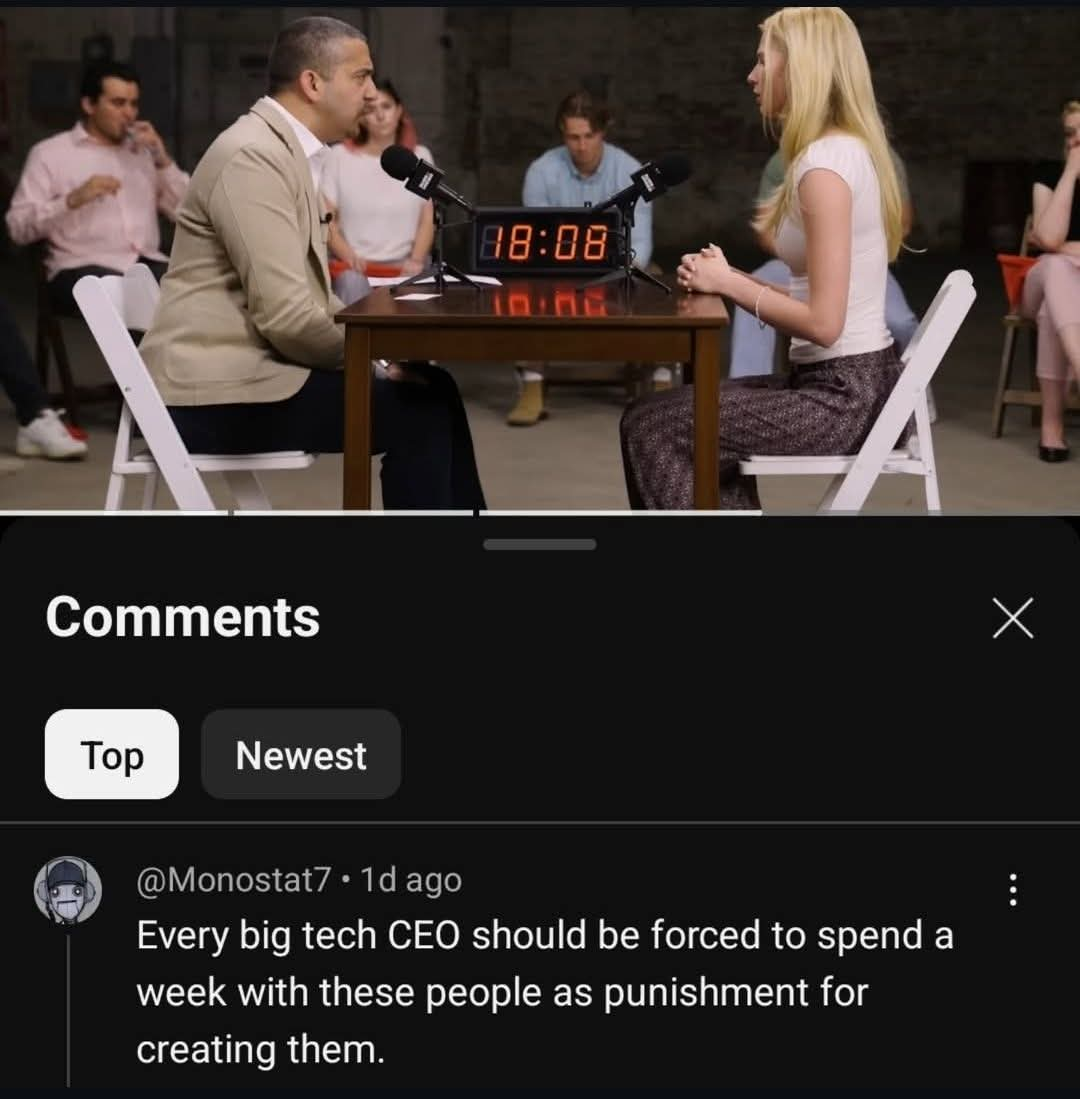 18:08
Comments
Top
Newest
@Monostat7 • 1d ago
Every big tech CEO should be forced to spend a
week with these people as punishment for
creating them.